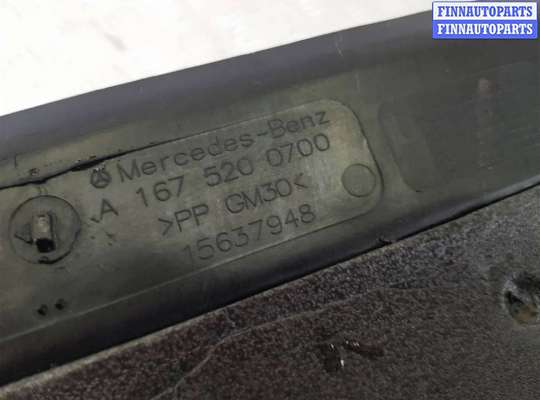 FINNAUTOPARTS
FINNAUTOPARTS
Mercedes-Benz
A 167 520 0700
>PP GM30<
15637948